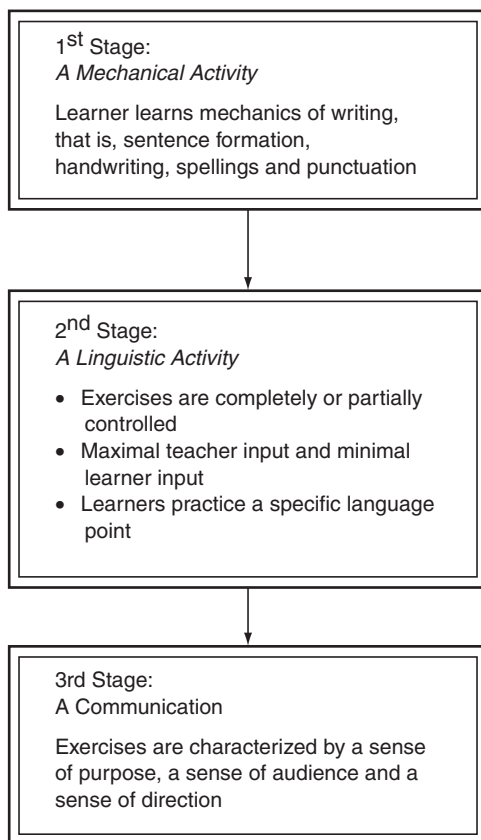 1st Stage:
A Mechanical Activity
Learner learns mechanics of writing,
that is, sentence formation,
handwriting, spellings and punctuation
2nd Stage:
A Linguistic Activity
• Exercises are completely or partially
controlled
• Maximal teacher input and minimal
learner input
• Learners practice a specific language
point
3rd Stage:
A Communication
Exercises are characterized by a sense
of purpose, a sense of audience and a
sense of direction